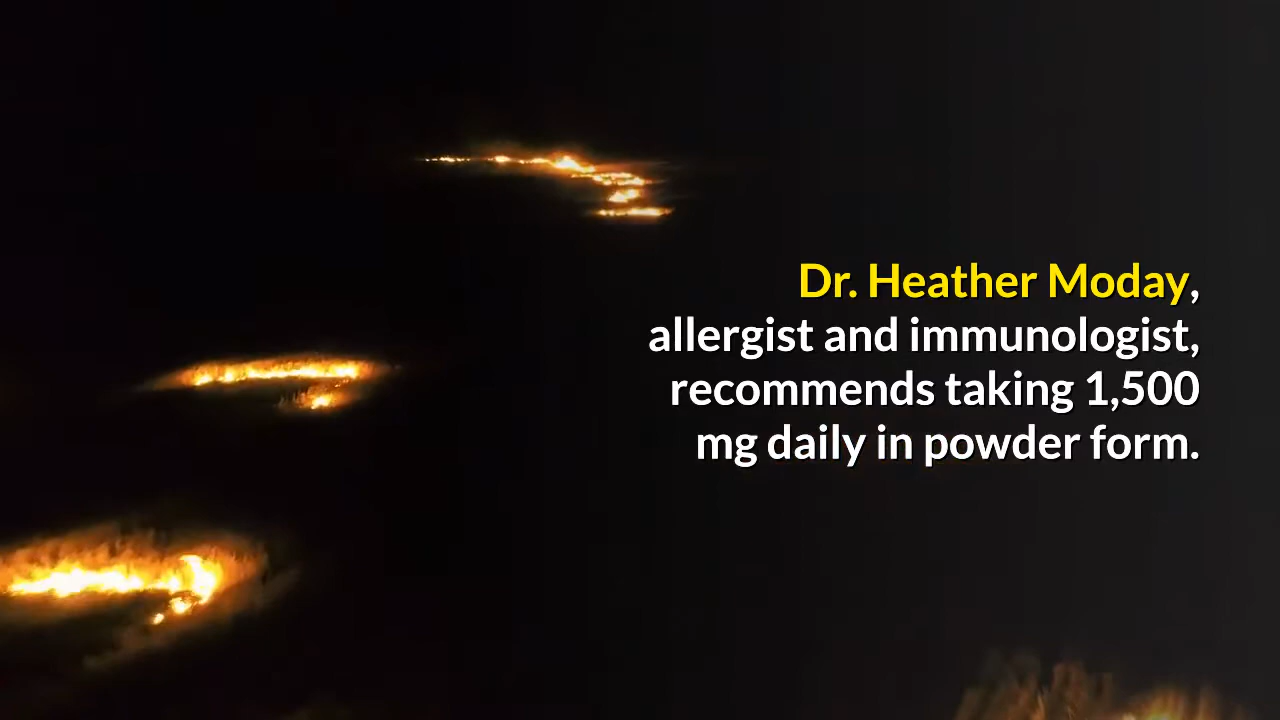 Dr. Heather Moday,
allergist and immunologist,
recommends taking 1,500
mg daily in powder form.